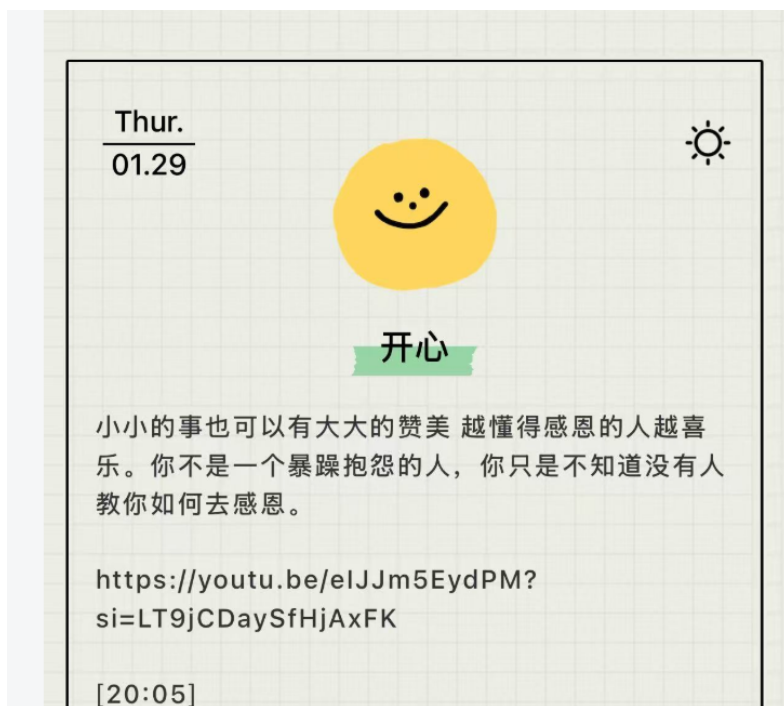 Thur.
01.29
开心
小小的事也可以有大大的赞美 越懂得感恩的人越喜
乐。你不是一个暴躁抱怨的人，你只是不知道没有人
教你如何去感恩。
https://youtu.be/eIJJm5EydPM?
si=LT9jCDaySfHjAxFK
[20:05]